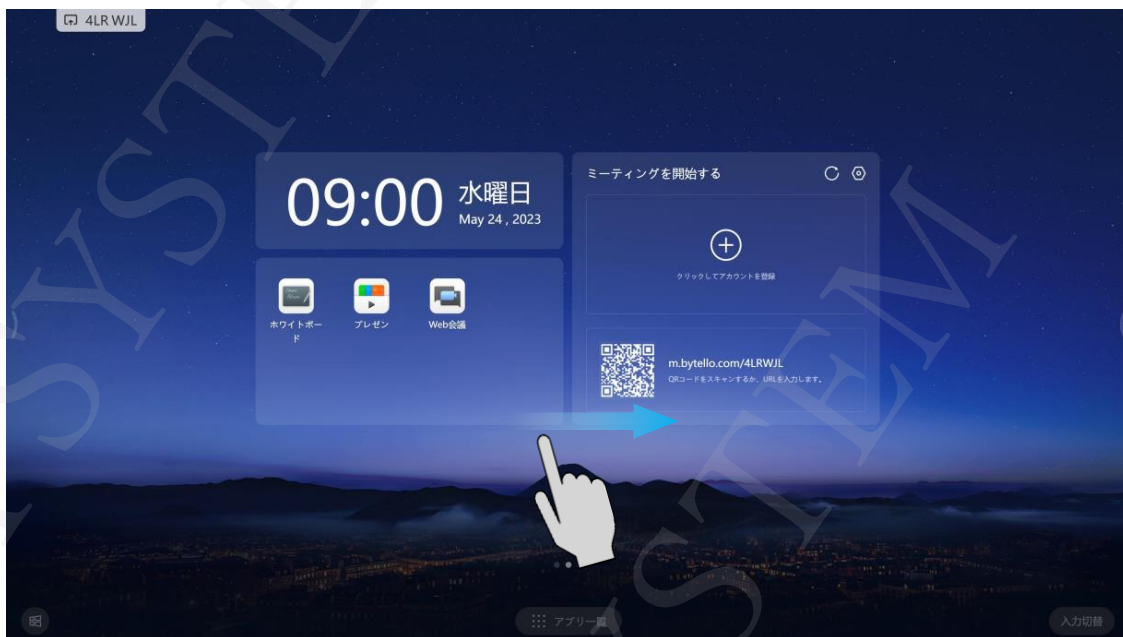 4LR WJL
09:00
水曜日
May 24 , 2023
ミーティングを開始する
クリックしてアカウントを登録
ホワイトボー
ド
プレゼン
Web会議
m.bytello.com/4LRWJL
QRコードをスキャンするか、URLを入力します。
アプリ一覧
入力切替
SYSTEM
SYSTEM